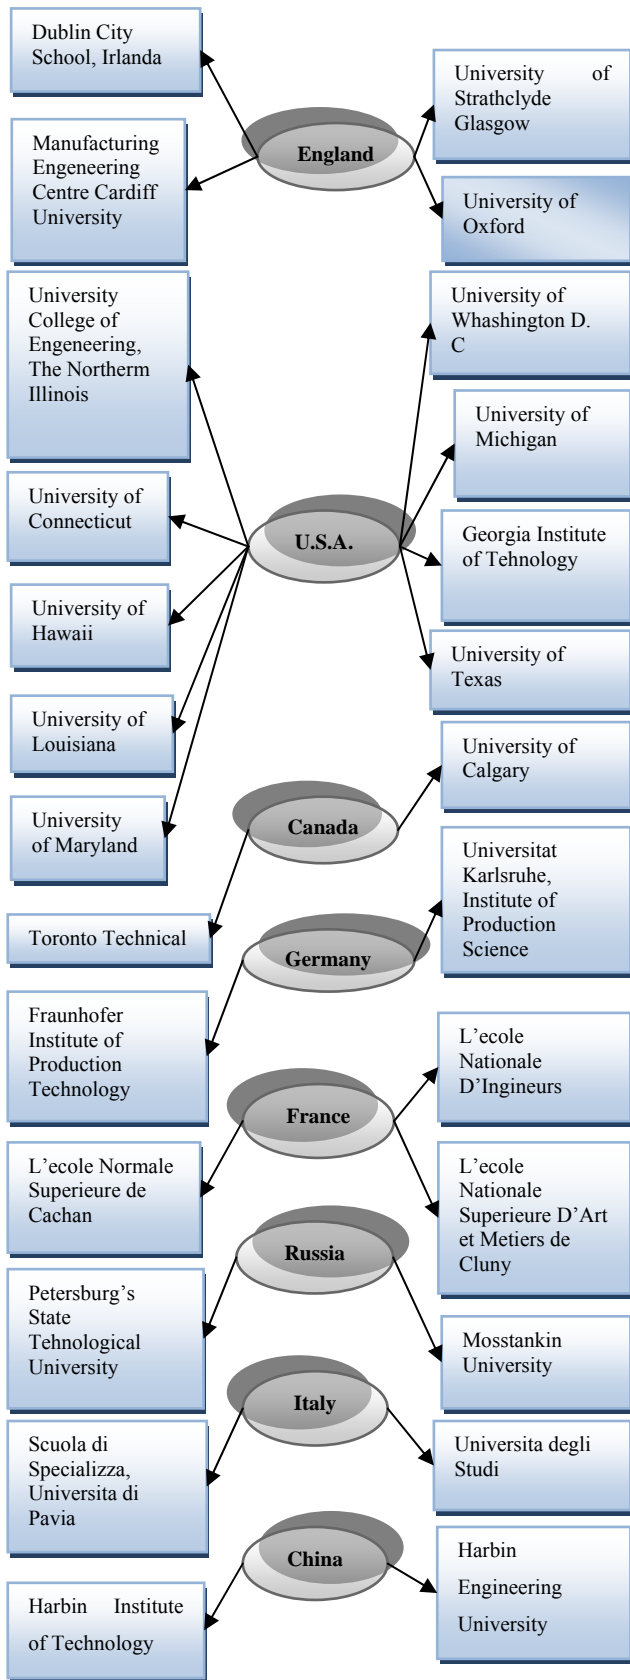 Dublin City
School, Irlanda
University of
Strathclyde
Glasgow
England
Manufacturing
Engeneering
Centre Cardiff
University
University of
Oxford
University
College of
Engeneering,
The Northerm
Illinois
University of
Whashington D.
C
University of
Michigan
University of
Connecticut
U.S.A.
Georgia Institute
of Tehnology
University of
Hawaii
University of
Texas
University of
Louisiana
University of
Calgary
University
of Maryland
Canada
Universitat
Karlsruhe,
Institute of
Production
Science
Toronto Technical
Germany
Fraunhofer
Institute of
Production
Technology
L’ecole
Nationale
D’Ingineurs
France
L’ecole Normale
Superieure de
Cachan
L’ecole
Nationale
Superieure D’Art
et Metiers de
Cluny
Russia
Petersburg’s
State
Tehnological
University
Mosstankin
University
Italy
Scuola di
Specializza,
Universita di
Pavia
Universita degli
Studi
China
Harbin
Engineering
University
Harbin Institute
of Technology